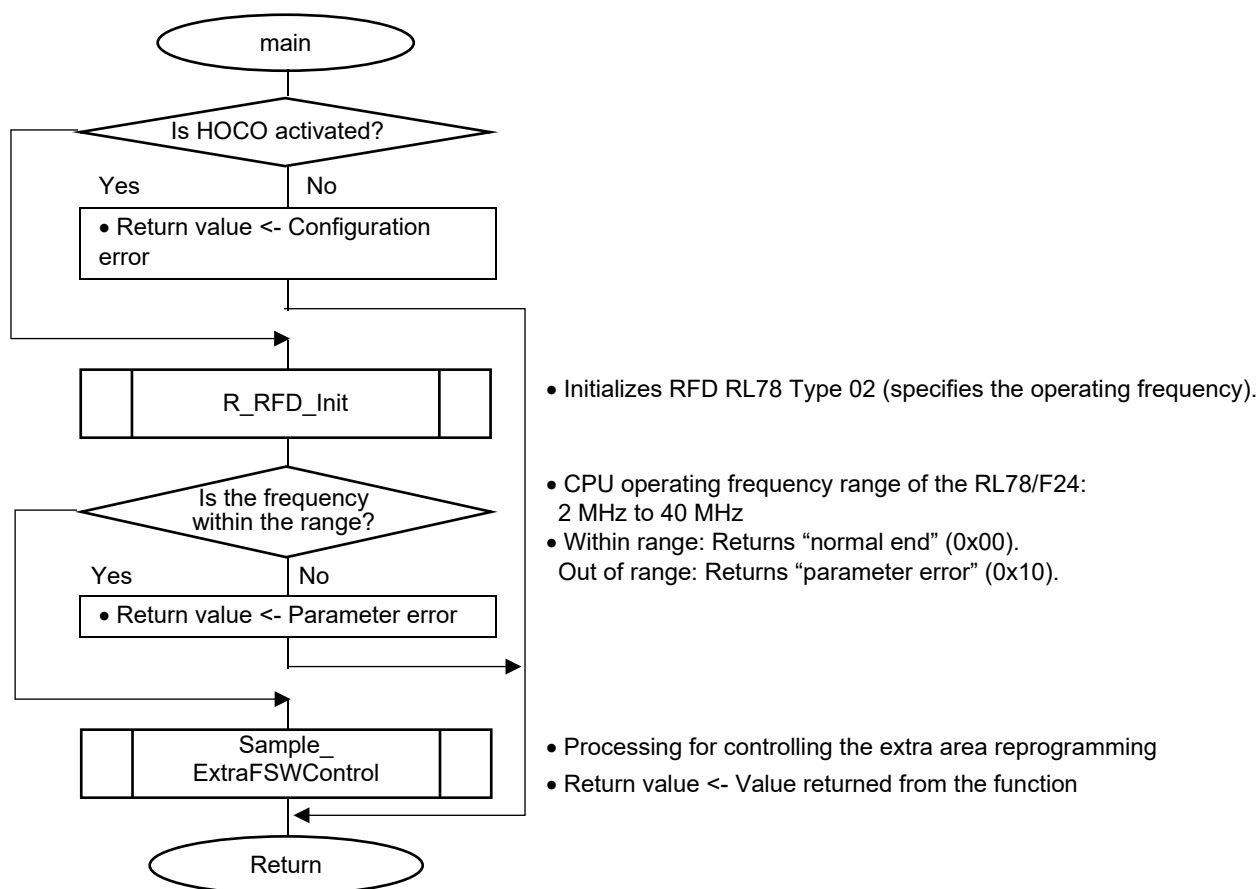 main
Is HOCO activated?
Yes
No
• Return value <- Configuration
error
R_RFD_Init
• Initializes RFD RL78 Type 02 (specifies the operating frequency).
Is the frequency
within the range?
• CPU operating frequency range of the RL78/F24:
2 MHz to 40 MHz
• Within range: Returns “normal end” (0x00).
Out of range: Returns “parameter error” (0x10).
Yes
No
• Return value <- Parameter error
Sample_
ExtraFSWControl
• Processing for controlling the extra area reprogramming
• Return value <- Value returned from the function
Return